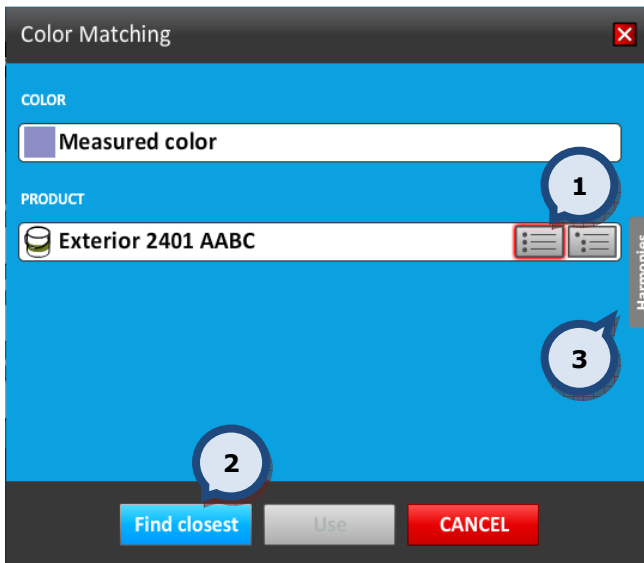 Color Matching
COLOR
Measured color
1
PRODUCT
Exterior 2401 AABC
Harmonies
3
2
Find closest
Use
CANCEL